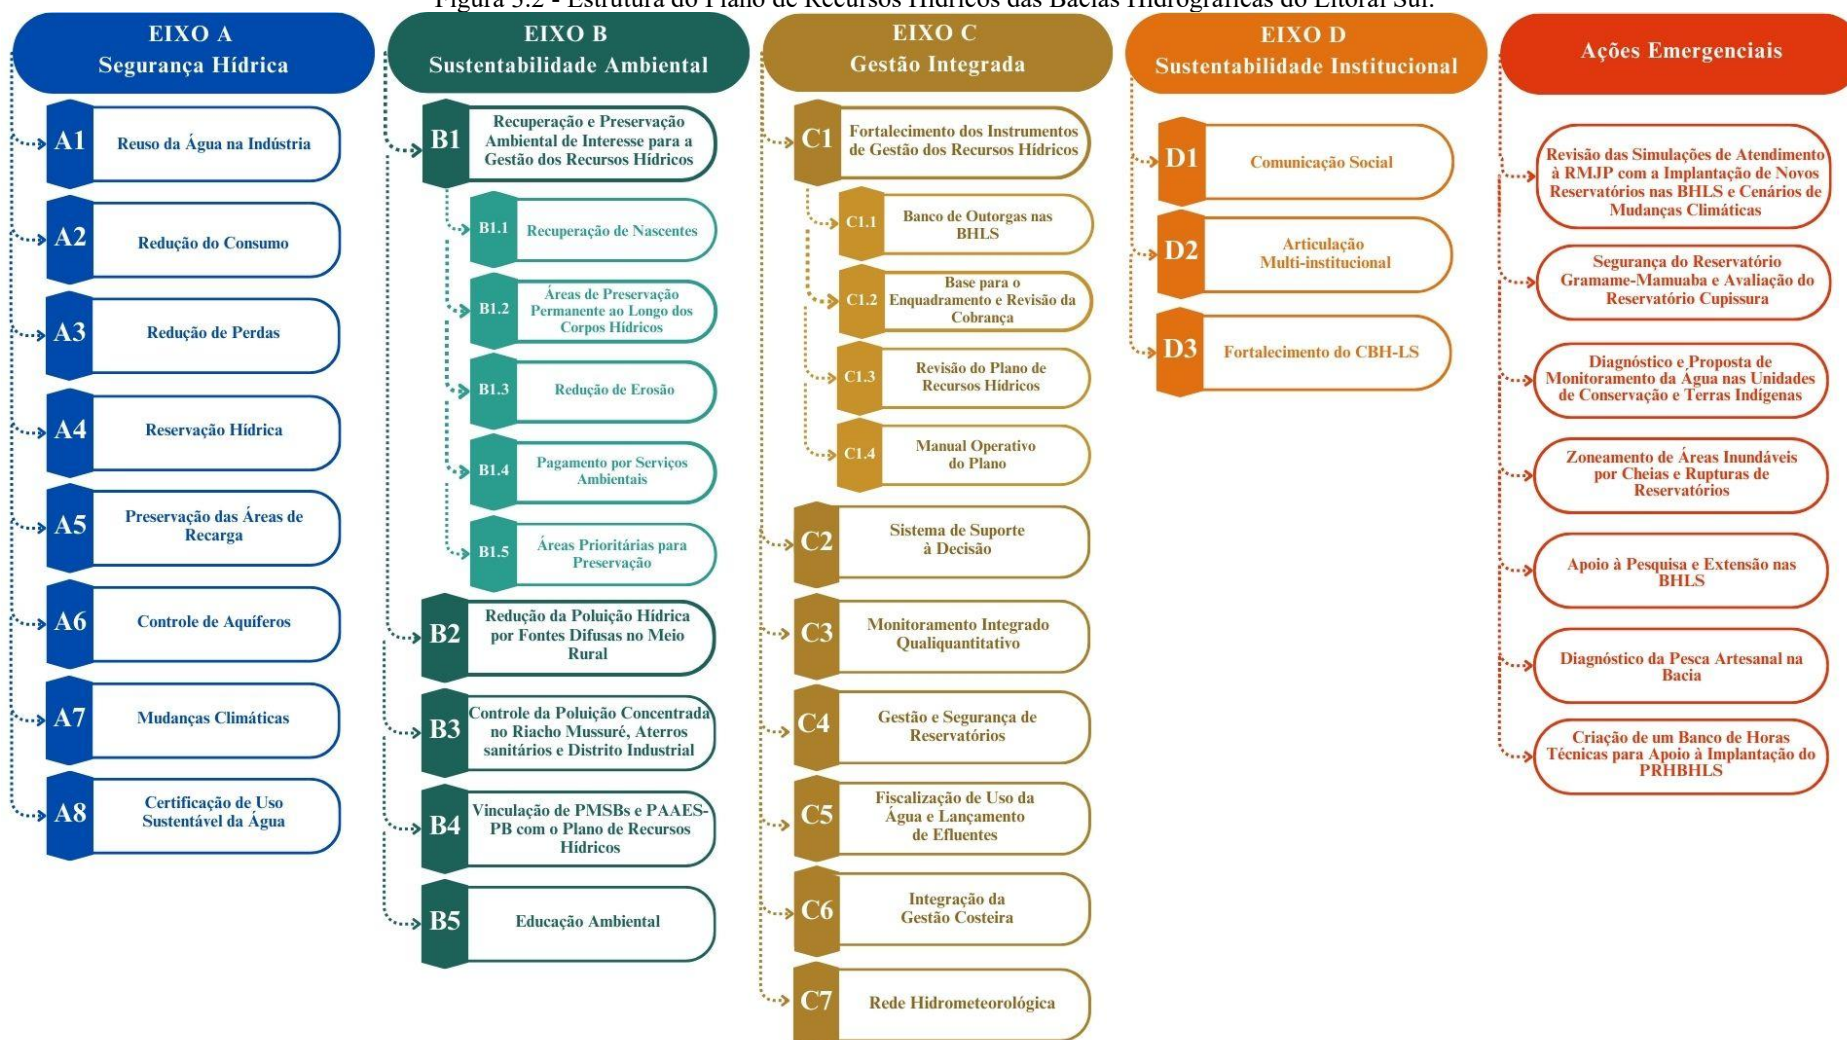 Figura 5.2 - Estrutura do Plano de Recursos Hídricos das Bacias Hidrográficas do Litoral Sul.
EIXO A
Segurança Hídrica
A1
Reuso da Água na Indústria
A2
Redução do Consumo
A3
Redução de Perdas
A4
Reservação Hídrica
A5
Preservação das Áreas de
Recarga
A6
Controle de Aquíferos
A7
Mudanças Climáticas
A8
Certificação de Uso
Sustentável da Água
EIXO B
Sustentabilidade Ambiental
B1
Recuperação e Preservação
Ambiental de Interesse para a
Gestão dos Recursos Hídricos
B1.1
Recuperação de Nascentes
B1.2
Áreas de Preservação
Permanente ao Longo dos
Corpos Hídricos
B1.3
Redução de Erosão
B1.4
Pagamento por Serviços
Ambientais
B1.5
Áreas Prioritárias para
Preservação
B2
Redução da Poluição Hídrica
por Fontes Difusas no Meio
Rural
B3
Controle da Poluição Concentrada
no Riacho Mussuré, Aterros
sanitários e Distrito Industrial
B4
Vinculação de PMSBs e PAAES-
PB com o Plano de Recursos
Hídricos
B5
Educação Ambiental
EIXO C
Gestão Integrada
C1
Fortalecimento dos Instrumentos
de Gestão dos Recursos Hídricos
C1.1
Banco de Outorgas nas
BHLS
C1.2
Base para o
Enquadramento e Revisão da
Cobrança
C1.3
Revisão do Plano de
Recursos Hídricos
C1.4
Manual Operativo
do Plano
C2
Sistema de Suporte
à Decisão
C3
Monitoramento Integrado
Qualiquantitativo
C4
Gestão e Segurança de
Reservatórios
C5
Fiscalização de Uso da
Água e Lançamento
de Efluentes
C6
Integração da
Gestão Costeira
C7
Rede Hidrometeorológica
EIXO D
Sustentabilidade Institucional
D1
Comunicação Social
D2
Articulação
Multi-institucional
D3
Fortalecimento do CBH-LS
Ações Emergenciais
Revisão das Simulações de Atendimento
à RMJP com a Implantação de Novos
Reservatórios nas BHLS e Cenários de
Mudanças Climáticas
Segurança do Reservatório
Gramame-Mamuaba e Avaliação do
Reservatório Cupissura
Diagnóstico e Proposta de
Monitoramento da Água nas Unidades
de Conservação e Terras Indígenas
Zoneamento de Áreas Inundáveis
por Cheias e Rupturas de
Reservatórios
Apoio à Pesquisa e Extensão nas
BHLS
Diagnóstico da Pesca Artesanal na
Bacia
Criação de um Banco de Horas
Técnicas para Apoio à Implantação do
PRHBHLS